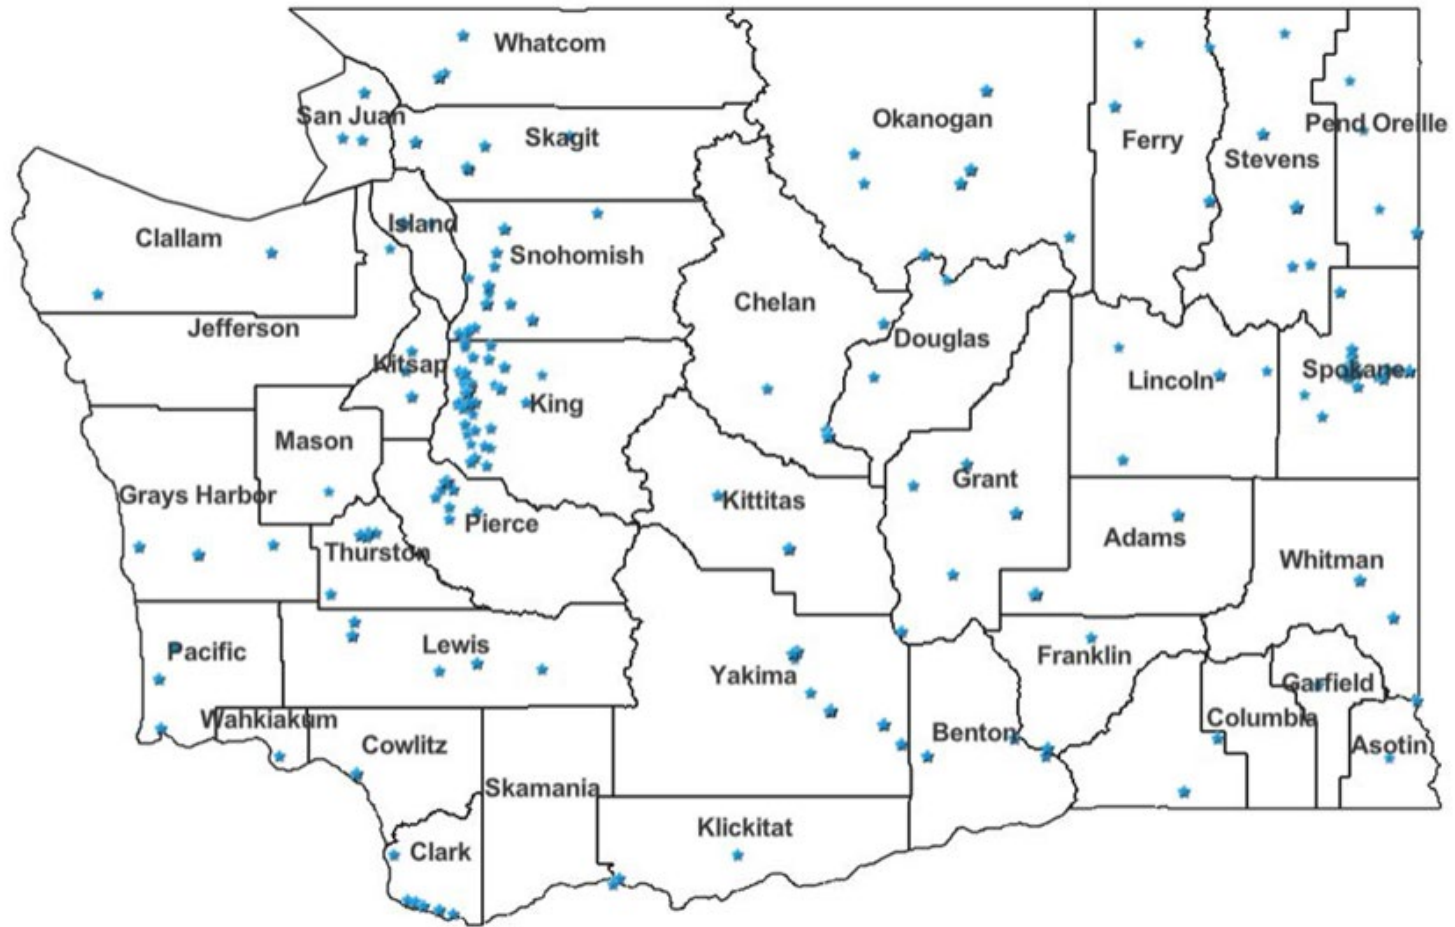 Whatcom
San Juan
Skagit
Okanogan
Ferry
Stevens
Pend Oreille
Clallam
Island
Snohomish
Chelan
Douglas
Jefferson
Kitsap
King
Lincoln
Spokane
Mason
Grays Harbor
Kittitas
Grant
Pierce
Thurston
Adams
Whitman
Pacific
Lewis
Yakima
Franklin
Garfield
Wahkiakum
Cowlitz
Benton
Columbia
Asotin
Skamania
Klickitat
Clark